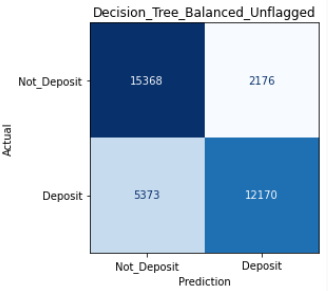 Decision_Tree_Balanced_Unflagged
Not_Deposit
15368
2176
Actual
Deposit
5373
12170
Not_Deposit
Deposit
Prediction